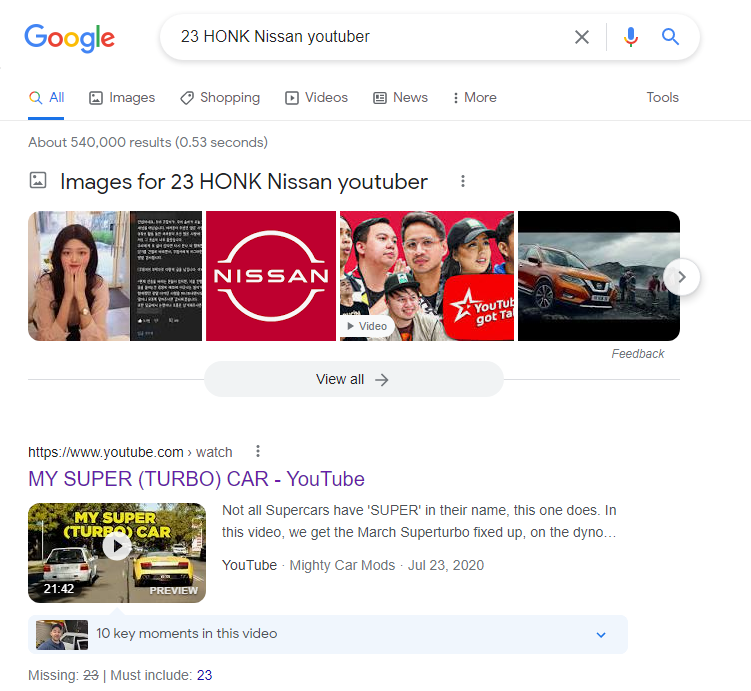 Google
23 HONK Nissan youtuber
All Images Shopping Videos News More Tools
About 540,000 results (0.53 seconds)
Images for 23 HONK Nissan youtuber
NISSAN
YouTub
got Ta
Video
Feedback
View all
https://www.youtube.com › watch
MY SUPER (TURBO) CAR - YouTube
MY SUPER
(TURBO) CAR
21:42
PREVIEW
Not all Supercars have 'SUPER' in their name, this one does. In
this video, we get the March Superturbo fixed up, on the dyno…
YouTube · Mighty Car Mods · Jul 23, 2020
10 key moments in this video
Missing: 23 | Must include: 23